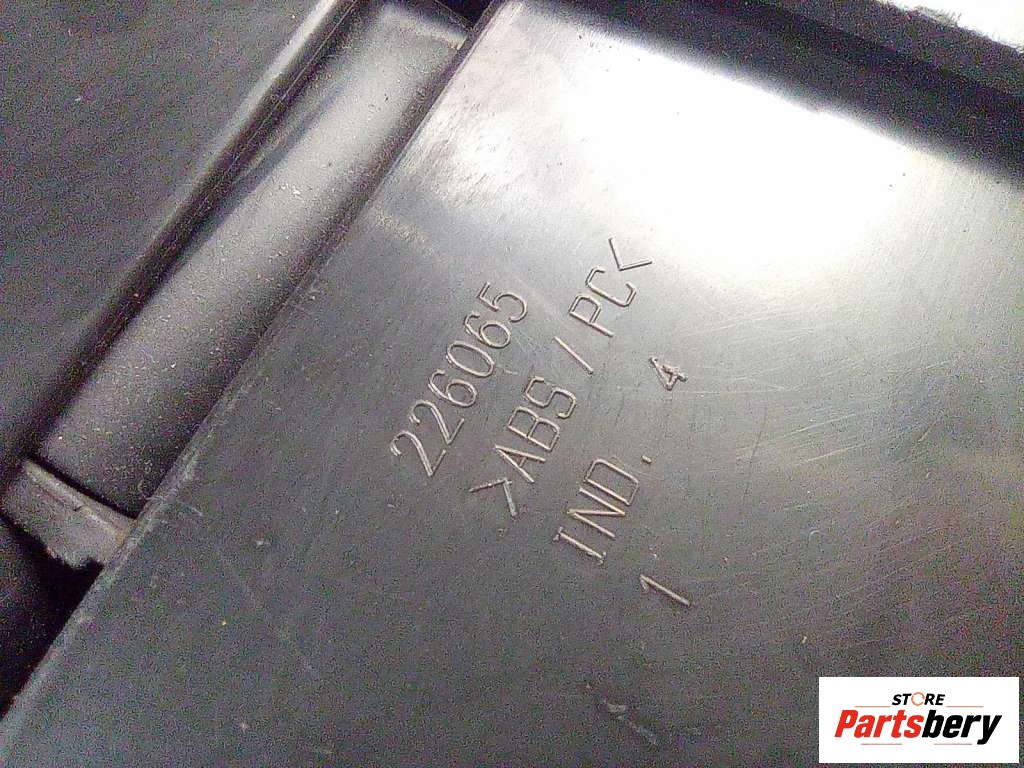 226065
>ABS/PC<
IND. 4
1
STORE
Partsbery